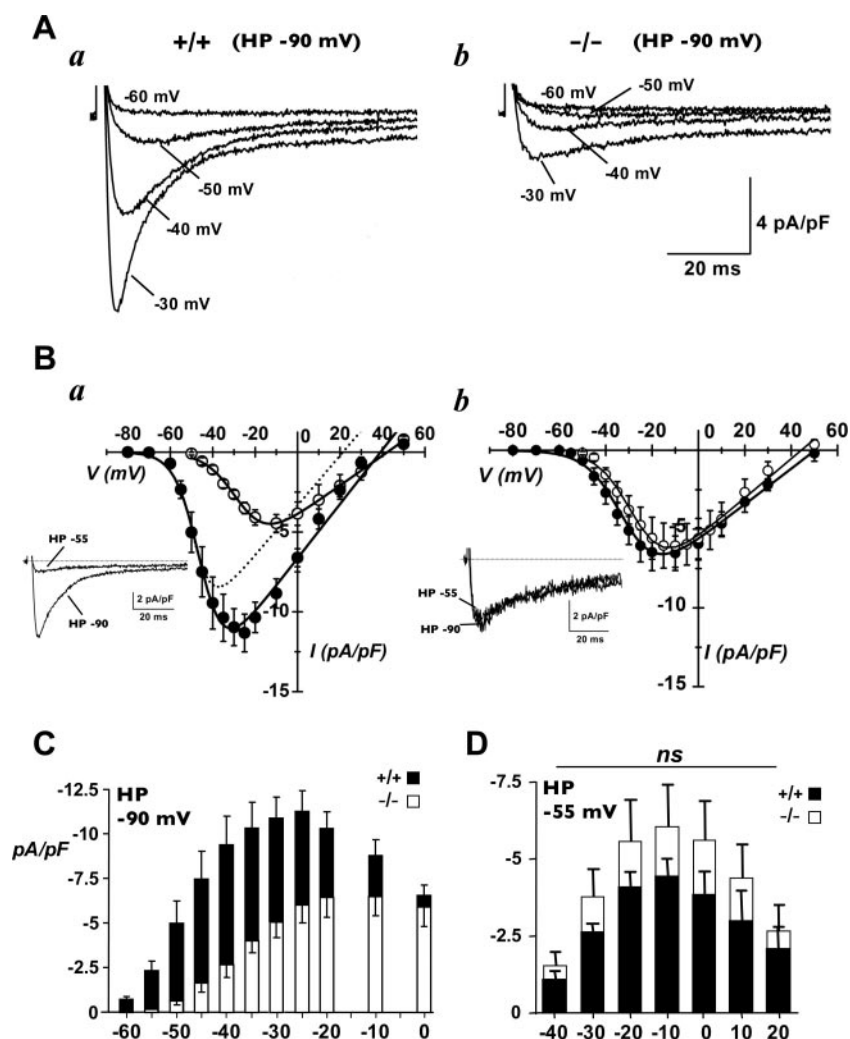 A
+/+ (HP -90 mV)
–/– (HP -90 mV)
a
b
-60 mV
-50 mV
-40 mV
-30 mV
-60 mV
-50 mV
-40 mV
-30 mV
4 pA/pF
20 ms
B
a
b
-80 -60 -40 -20 0 20 40 60
V (mV)
-5
-10
-15
I (pA/pF)
HP -55
HP -90
2 pA/pF
20 ms
-80 -60 -40 -20 0 20 40 60
V (mV)
-5
-10
-15
I (pA/pF)
HP -55
HP -90
2 pA/pF
20 ms
C
HP
-90 mV
+/+
–/–
pA/pF
-12.5
-10
-7.5
-5
-2.5
0
-60 -50 -40 -30 -20 -10 0
D
ns
HP
-55 mV
+/+
–/–
-7.5
-5
-2.5
0
-40 -30 -20 -10 0 10 20